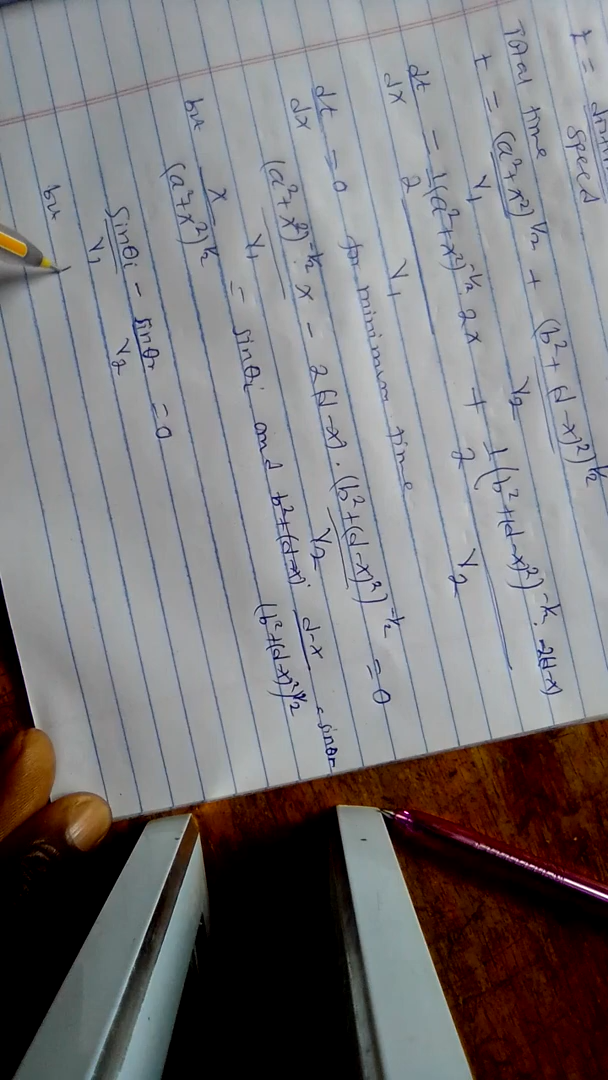 t =
speed
Total time
t = (a²+x²)^1/2 / v1 + (b²+(d-x)²)^1/2 / v2
dt/dx = 1/2 (a²+x²)^-1/2 · 2x / v1 + 1/2 (b²+(d-x)²)^-1/2 · -2(d-x) / v2
dt/dx = 0 for minimum time
(a²+x²)^-1/2 · x / v1 - 2(d-x) · (b²+(d-x)²)^-1/2 / v2 = 0
but x / (a²+x²)^1/2 = sinθi and b²+(d-x) d-x / (b²+(d-x)²)^1/2 = sinθr
sinθi / v1 - sinθr / v2 = 0
but